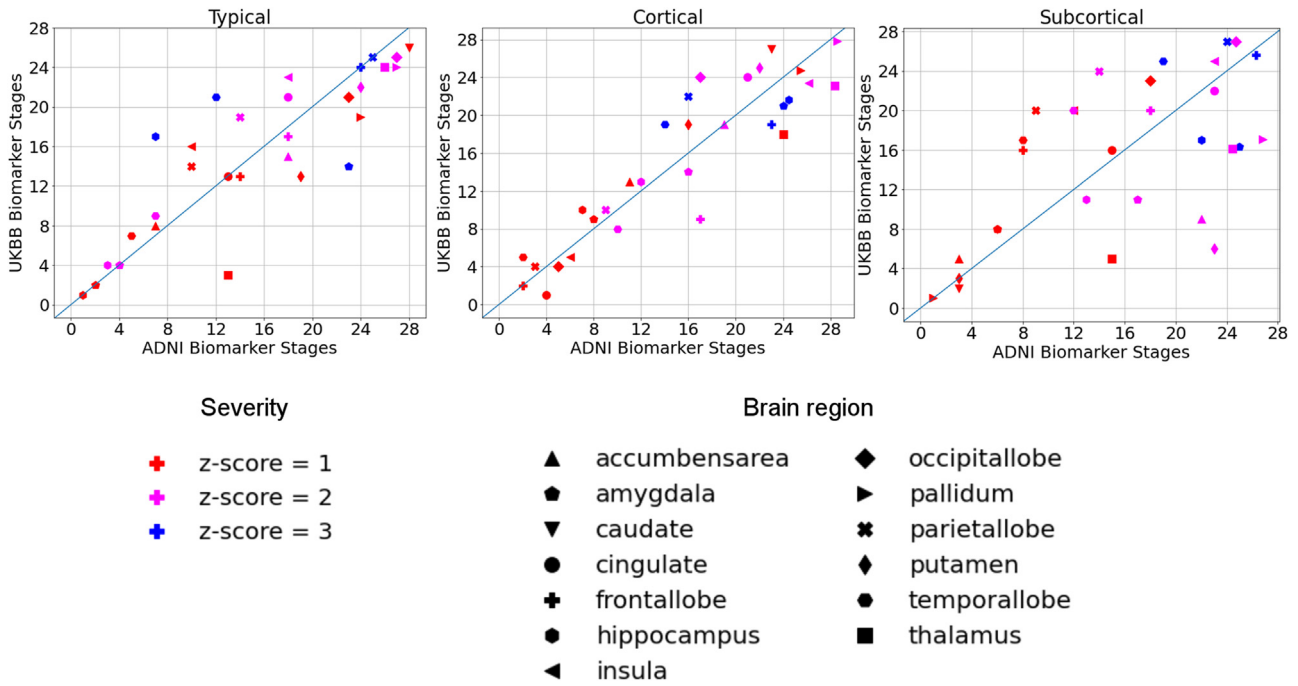 Typical
Cortical
Subcortical
28
24
20
16
12
8
4
0
UKBB Biomarker Stages
0 4 8 12 16 20 24 28
ADNI Biomarker Stages
28
24
20
16
12
8
4
0
UKBB Biomarker Stages
0 4 8 12 16 20 24 28
ADNI Biomarker Stages
28
24
20
16
12
8
4
0
UKBB Biomarker Stages
0 4 8 12 16 20 24 28
ADNI Biomarker Stages
Severity
z-score = 1
z-score = 2
z-score = 3
Brain region
accumbensarea
amygdala
caudate
cingulate
frontallobe
hippocampus
insula
occipitallobe
pallidum
parietallobe
putamen
temporallobe
thalamus